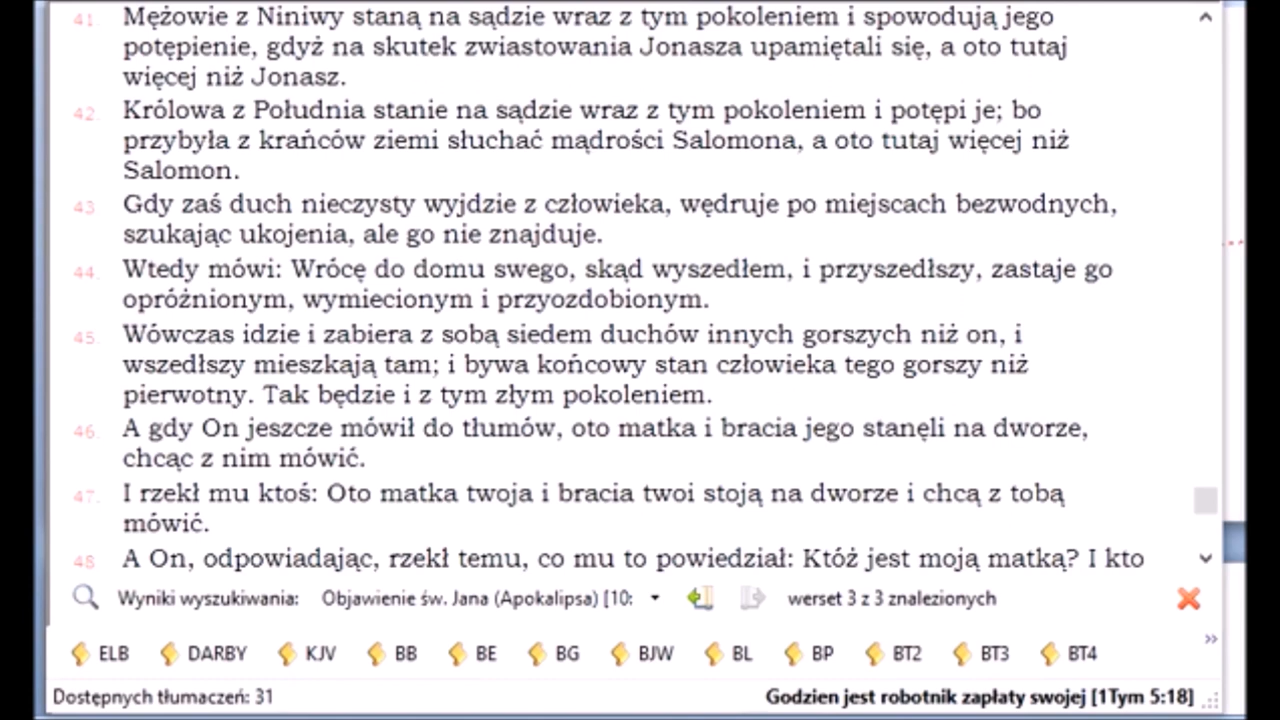 41. Mężowie z Niniwy staną na sądzie wraz z tym pokoleniem i spowodują jego
potępienie, gdyż na skutek zwiastowania Jonasza upamiętali się, a oto tutaj
więcej niż Jonasz.
42. Królowa z Południa stanie na sądzie wraz z tym pokoleniem i potępi je; bo
przybyła z krańców ziemi słuchać mądrości Salomona, a oto tutaj więcej niż
Salomon.
43. Gdy zaś duch nieczysty wyjdzie z człowieka, wędruje po miejscach bezwodnych,
szukając ukojenia, ale go nie znajduje.
44. Wtedy mówi: Wrócę do domu swego, skąd wyszedłem, i przyszedłszy, zastaje go
opróżnionym, wymiecionym i przyozdobionym.
45. Wówczas idzie i zabiera z sobą siedem duchów innych gorszych niż on, i
wszedłszy mieszkają tam; i bywa końcowy stan człowieka tego gorszy niż
pierwotny. Tak będzie i z tym złym pokoleniem.
46. A gdy On jeszcze mówił do tłumów, oto matka i bracia jego stanęli na dworze,
chcąc z nim mówić.
47. I rzekł mu ktoś: Oto matka twoja i bracia twoi stoją na dworze i chcą z tobą
mówić.
48. A On, odpowiadając, rzekł temu, co mu to powiedział: Któż jest moją matką? I kto
Wyniki wyszukiwania: Objawienie św. Jana (Apokalipsa) [10: werset 3 z 3 znalezionych
ELB DARBY KJV BB BE BG BJW BL BP BT2 BT3 BT4 »
Dostępnych tłumaczeń: 31 Godzien jest robotnik zapłaty swojej [1Tym 5:18]